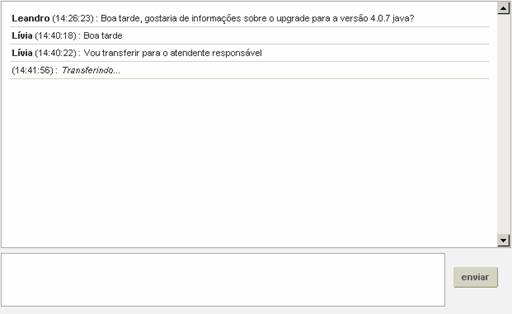 Leandro (14:26:23) : Boa tarde, gostaria de informações sobre o upgrade para a versão 4.0.7 java?
Lívia (14:40:18) : Boa tarde
Lívia (14:40:22) : Vou transferir para o atendente responsável
(14:41:56) : Transferindo...
enviar